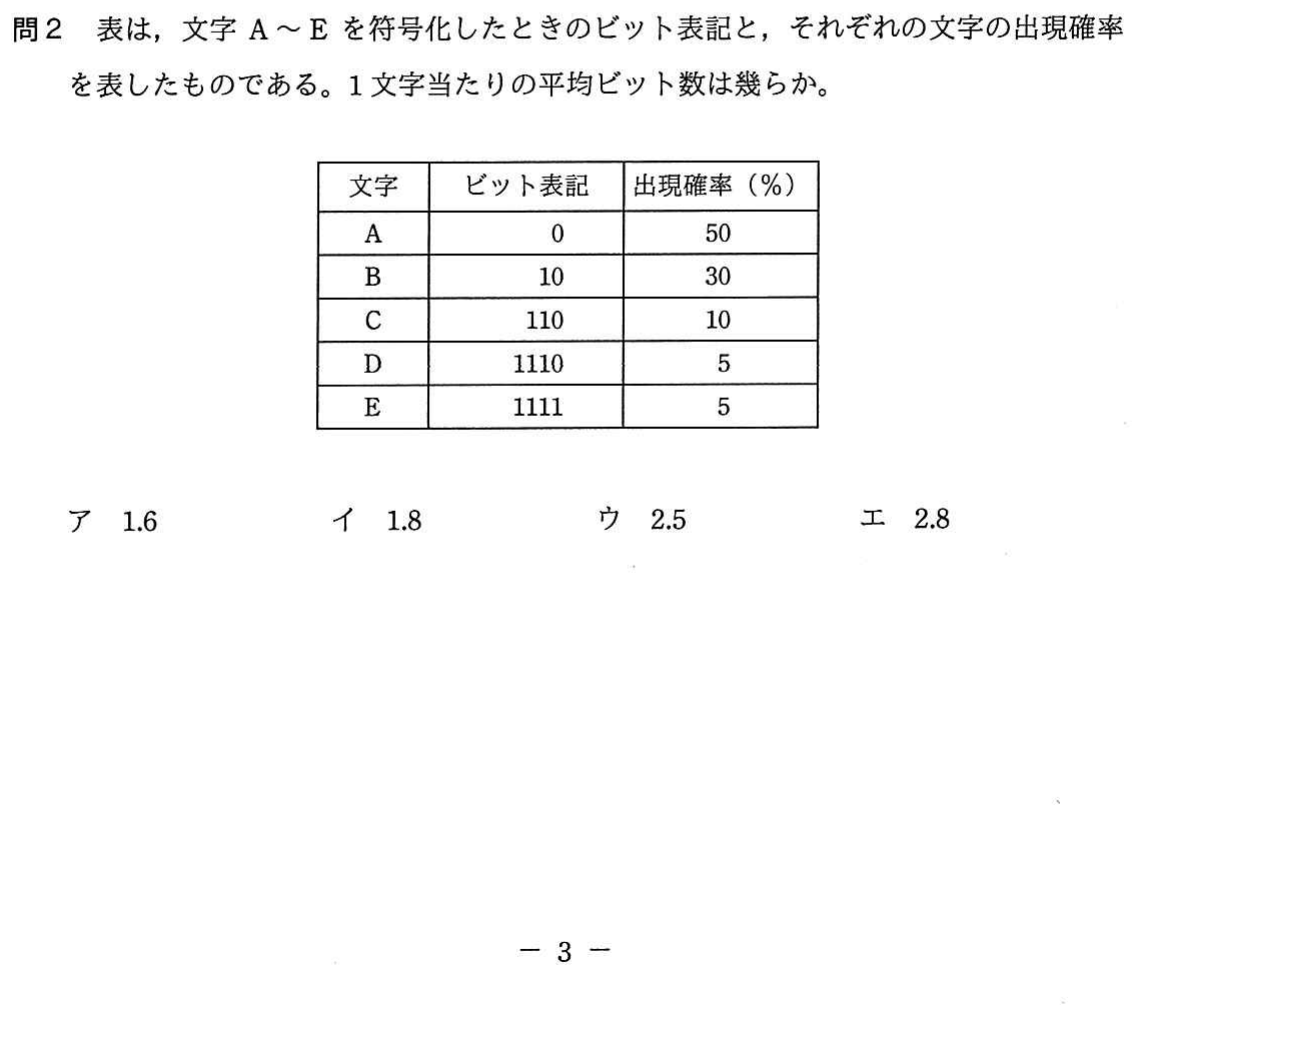 問2 表は，文字 A～E を符号化したときのビット表記と，それぞれの文字の出現確率
を表したものである。1文字当たりの平均ビット数は幾らか。
文字 ビット表記 出現確率（％）
A 0 50
B 10 30
C 110 10
D 1110 5
E 1111 5
ア 1.6 イ 1.8 ウ 2.5 エ 2.8
－ 3 －